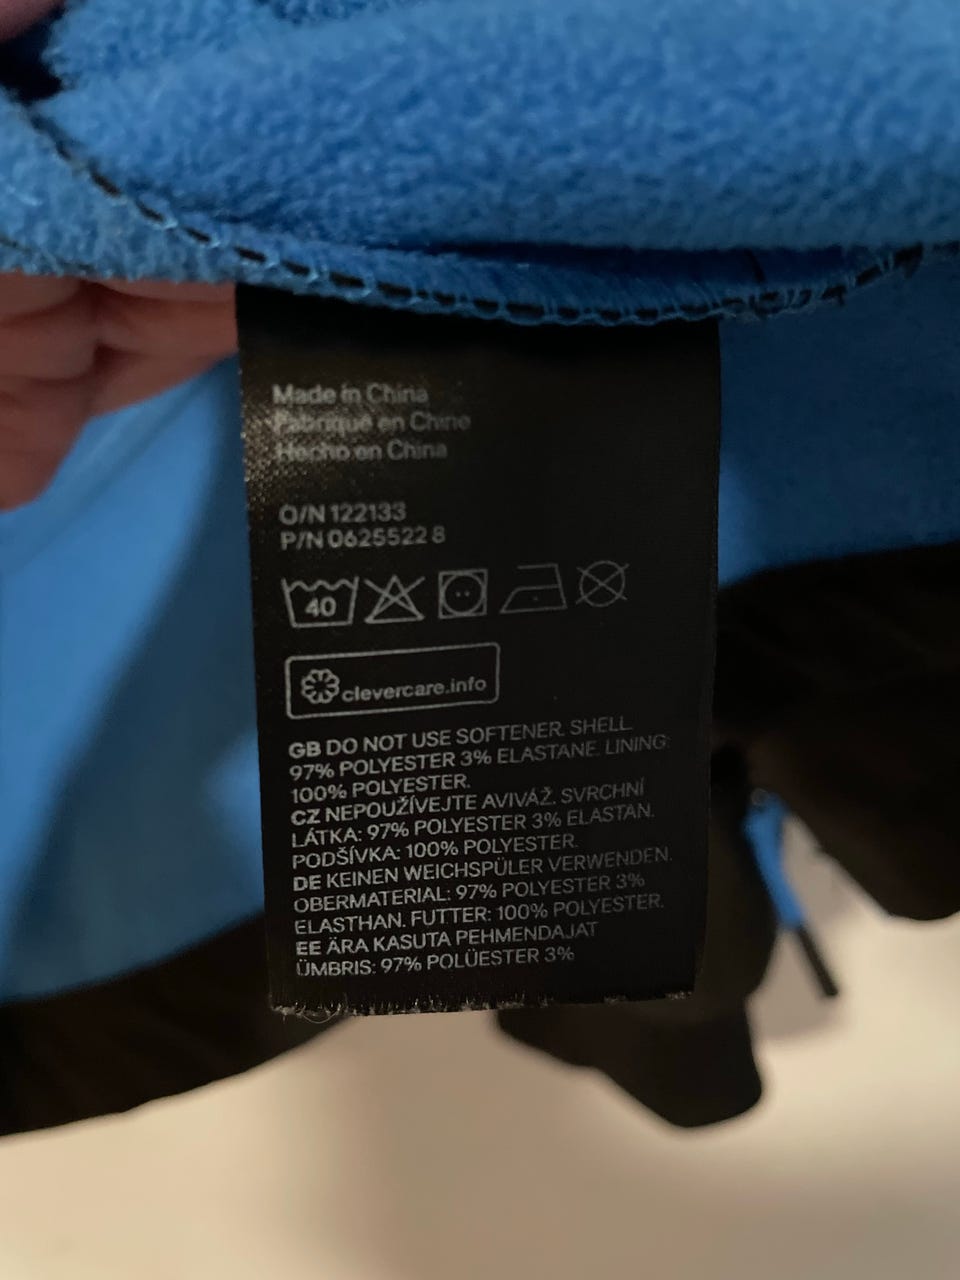 Made in China
Fabriqué en Chine
Hecho en China
O/N 122133
P/N 0625522 8
40
clevercare.info
GB DO NOT USE SOFTENER. SHELL
97% POLYESTER 3% ELASTANE. LINING:
100% POLYESTER.
CZ NEPOUŽÍVEJTE AVIVÁŽ. SVRCHNÍ
LÁTKA: 97% POLYESTER 3% ELASTAN.
PODŠÍVKA: 100% POLYESTER.
DE KEINEN WEICHSPÜLER VERWENDEN.
OBERMATERIAL: 97% POLYESTER 3%
ELASTHAN. FUTTER: 100% POLYESTER.
EE ÄRA KASUTA PEHMENDAJAT
ÜMBRIS: 97% POLÜESTER 3%